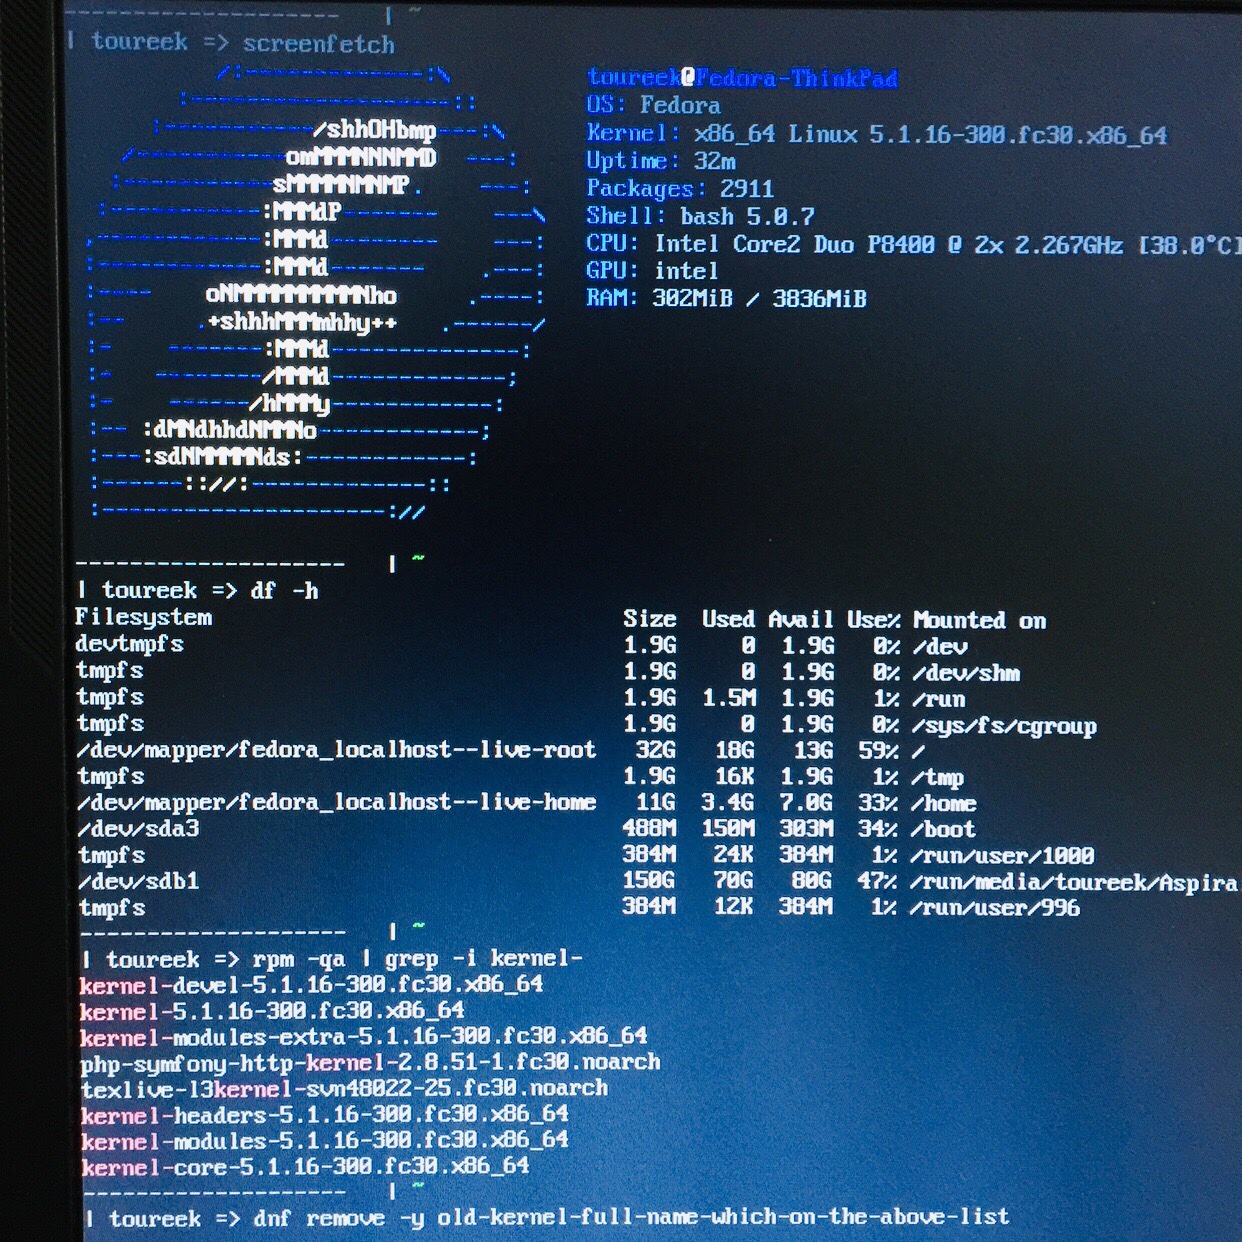 --------------------   | ~
| toureek => screenfetch
/:-------------:\
:-------------------::
:-----------/shhOHbmp---:\
/-----------omMMMNNNMMD  ---:
:-----------sMMMMNMNMP.    ---:
:-----------:MMMdP-------    ---\
,------------:MMMd--------    ---:
:------------:MMMd-------    .---:
:----    oNMMMMMMMMMNho     .----:
:--     .+shhhMMMmhhy++   .------/
:-    -------:MMMd--------------:
:-   --------/MMMd-------------;
:-    ------/hMMMy------------:
:-- :dMNdhhdNMMNo------------;
:---:sdNMMMMNds:------------:
:------:://:-------------::
:---------------------://
toureek@Fedora-ThinkPad
OS: Fedora
Kernel: x86_64 Linux 5.1.16-300.fc30.x86_64
Uptime: 32m
Packages: 2911
Shell: bash 5.0.7
CPU: Intel Core2 Duo P8400 @ 2x 2.267GHz [38.0°C]
GPU: intel
RAM: 302MiB / 3836MiB
--------------------   | ~
| toureek => df -h
Filesystem Size Used Avail Use% Mounted on
devtmpfs 1.9G 0 1.9G 0% /dev
tmpfs 1.9G 0 1.9G 0% /dev/shm
tmpfs 1.9G 1.5M 1.9G 1% /run
tmpfs 1.9G 0 1.9G 0% /sys/fs/cgroup
/dev/mapper/fedora_localhost--live-root 32G 18G 13G 59% /
tmpfs 1.9G 16K 1.9G 1% /tmp
/dev/mapper/fedora_localhost--live-home 11G 3.4G 7.0G 33% /home
/dev/sda3 488M 150M 303M 34% /boot
tmpfs 384M 24K 384M 1% /run/user/1000
/dev/sdb1 150G 70G 80G 47% /run/media/toureek/Aspira
tmpfs 384M 12K 384M 1% /run/user/996
--------------------   | ~
| toureek => rpm -qa | grep -i kernel-
kernel-devel-5.1.16-300.fc30.x86_64
kernel-5.1.16-300.fc30.x86_64
kernel-modules-extra-5.1.16-300.fc30.x86_64
php-symfony-http-kernel-2.8.51-1.fc30.noarch
texlive-l3kernel-svn48022-25.fc30.noarch
kernel-headers-5.1.16-300.fc30.x86_64
kernel-modules-5.1.16-300.fc30.x86_64
kernel-core-5.1.16-300.fc30.x86_64
--------------------   | ~
| toureek => dnf remove -y old-kernel-full-name-which-on-the-above-list